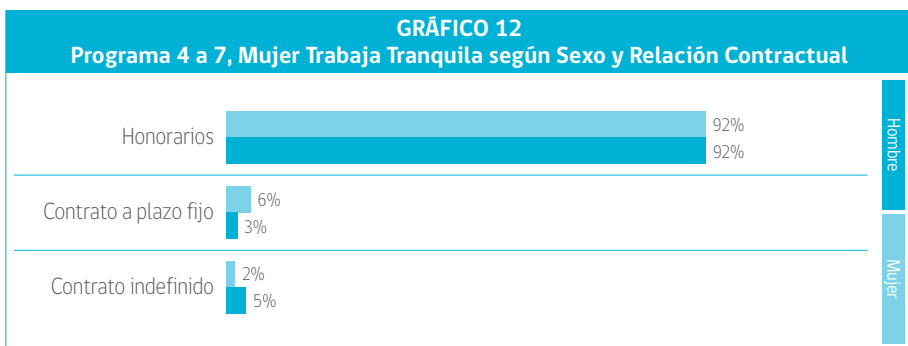 GRÁFICO 12
Programa 4 a 7, Mujer Trabaja Tranquila según Sexo y Relación Contractual
Honorarios
92%
92%
Contrato a plazo fijo
6%
3%
Contrato indefinido
2%
5%
Hombre
Mujer